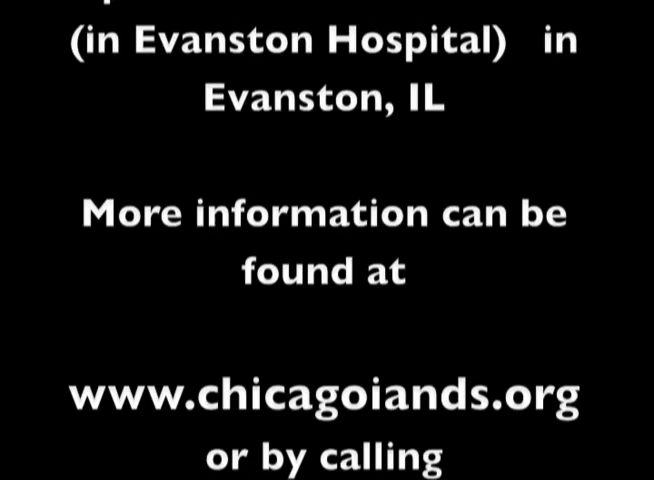 (in Evanston Hospital) in
Evanston, IL
More information can be
found at
www.chicagoiands.org
or by calling